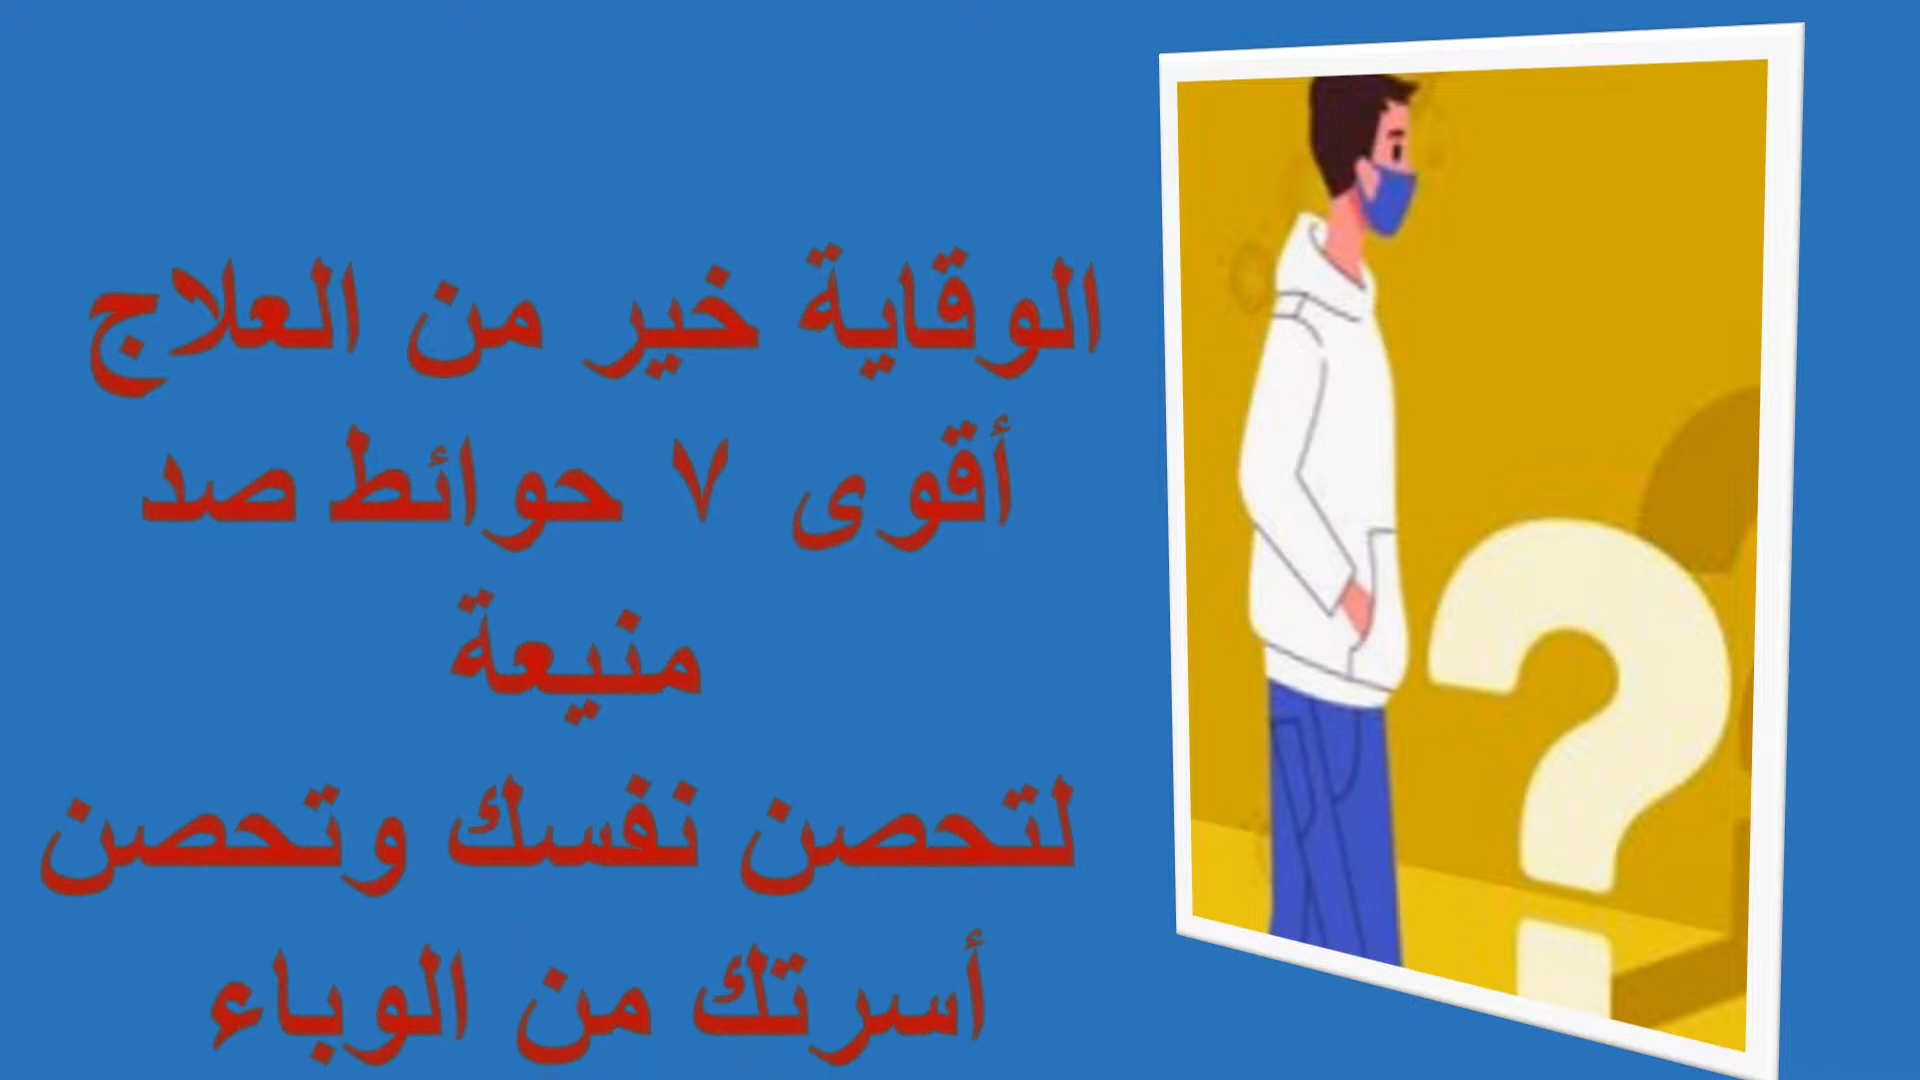 الوقاية خير من العلاج
أقوى ٧ حوائط صد
منيعة
لتحصن نفسك وتحصن
أسرتك من الوباء
?